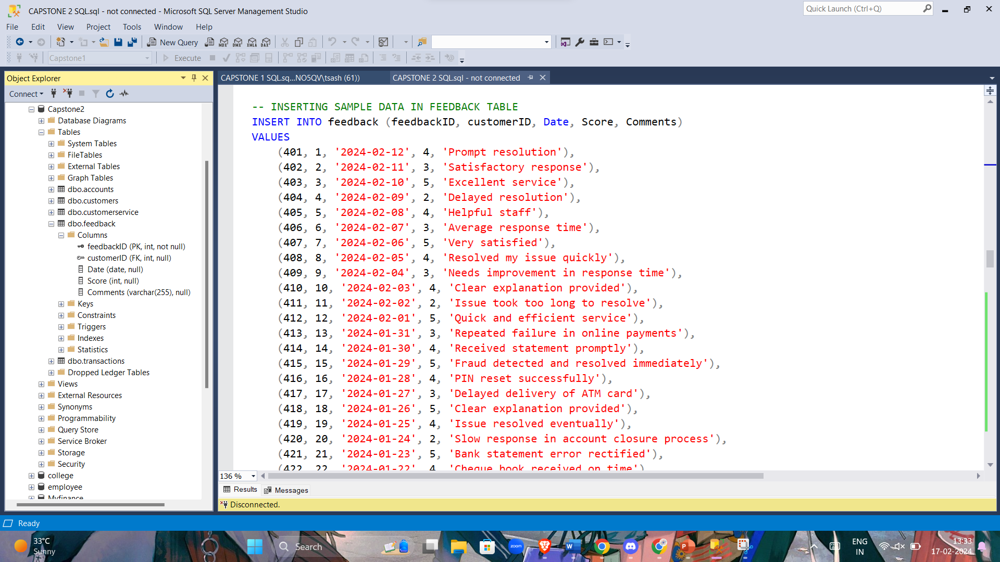 CAPSTONE 2 SQL.sql - not connected - Microsoft SQL Server Management Studio
Quick Launch (Ctrl+Q)
File Edit View Project Tools Window Help
New Query MDX DMX XMLA DAX
Capstone1 Execute
Object Explorer
Connect
Capstone2
Database Diagrams
Tables
System Tables
FileTables
External Tables
Graph Tables
dbo.accounts
dbo.customers
dbo.customerservice
dbo.feedback
Columns
feedbackID (PK, int, not null)
customerID (FK, int, null)
Date (date, null)
Score (int, null)
Comments (varchar(255), null)
Keys
Constraints
Triggers
Indexes
Statistics
dbo.transactions
Dropped Ledger Tables
Views
External Resources
Synonyms
Programmability
Query Store
Service Broker
Storage
Security
college
employee
Myfinance
CAPSTONE 1 SQL.sq...NO5QV\tsash (61))
CAPSTONE 2 SQL.sql - not connected
-- INSERTING SAMPLE DATA IN FEEDBACK TABLE
INSERT INTO feedback (feedbackID, customerID, Date, Score, Comments)
VALUES
(401, 1, '2024-02-12', 4, 'Prompt resolution'),
(402, 2, '2024-02-11', 3, 'Satisfactory response'),
(403, 3, '2024-02-10', 5, 'Excellent service'),
(404, 4, '2024-02-09', 2, 'Delayed resolution'),
(405, 5, '2024-02-08', 4, 'Helpful staff'),
(406, 6, '2024-02-07', 3, 'Average response time'),
(407, 7, '2024-02-06', 5, 'Very satisfied'),
(408, 8, '2024-02-05', 4, 'Resolved my issue quickly'),
(409, 9, '2024-02-04', 3, 'Needs improvement in response time'),
(410, 10, '2024-02-03', 4, 'Clear explanation provided'),
(411, 11, '2024-02-02', 2, 'Issue took too long to resolve'),
(412, 12, '2024-02-01', 5, 'Quick and efficient service'),
(413, 13, '2024-01-31', 3, 'Repeated failure in online payments'),
(414, 14, '2024-01-30', 4, 'Received statement promptly'),
(415, 15, '2024-01-29', 5, 'Fraud detected and resolved immediately'),
(416, 16, '2024-01-28', 4, 'PIN reset successfully'),
(417, 17, '2024-01-27', 3, 'Delayed delivery of ATM card'),
(418, 18, '2024-01-26', 5, 'Clear explanation provided'),
(419, 19, '2024-01-25', 4, 'Issue resolved eventually'),
(420, 20, '2024-01-24', 2, 'Slow response in account closure process'),
(421, 21, '2024-01-23', 5, 'Bank statement error rectified'),
(422, 22, '2024-01-22', 4, 'Cheque book received on time')
136 %
Results Messages
Disconnected.
Ready
33°C
Sunny
Search
zoom
ENG
IN
13:33
17-02-2024